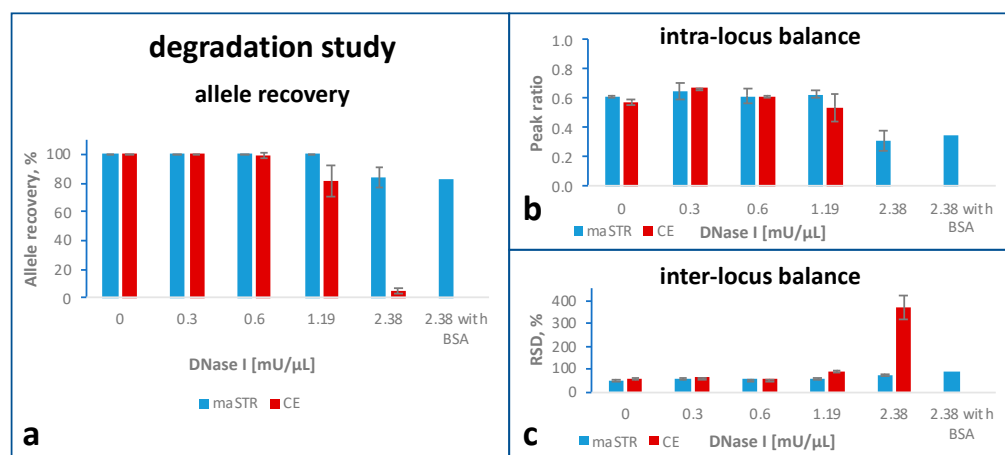 degradation study
allele recovery
Allele recovery, %
100
80
60
40
20
0
0 0.3 0.6 1.19 2.38 2.38 with
BSA
DNase I [mU/µL]
maSTR CE
a
intra-locus balance
Peak ratio
1.0
0.8
0.6
0.4
0.2
0.0
0 0.3 0.6 1.19 2.38 2.38 with
BSA
maSTR CE DNase I [mU/µL]
b
inter-locus balance
RSD, %
400
300
200
100
0
0 0.3 0.6 1.19 2.38 2.38 with
BSA
maSTR CE DNase I [mU/µL]
c